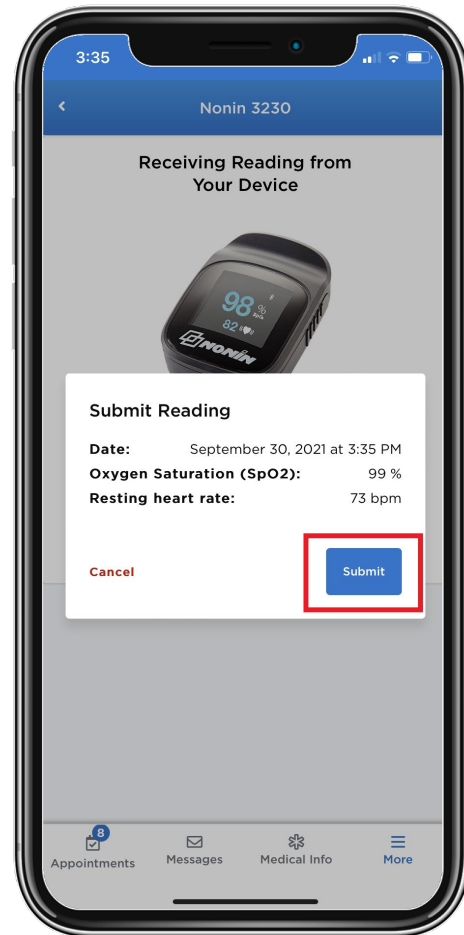 3:35
Nonin 3230
Receiving Reading from
Your Device
98 %
SpO2
82
NONIN
Submit Reading
Date: September 30, 2021 at 3:35 PM
Oxygen Saturation (SpO2): 99 %
Resting heart rate: 73 bpm
Cancel Submit
8
Appointments Messages Medical Info More